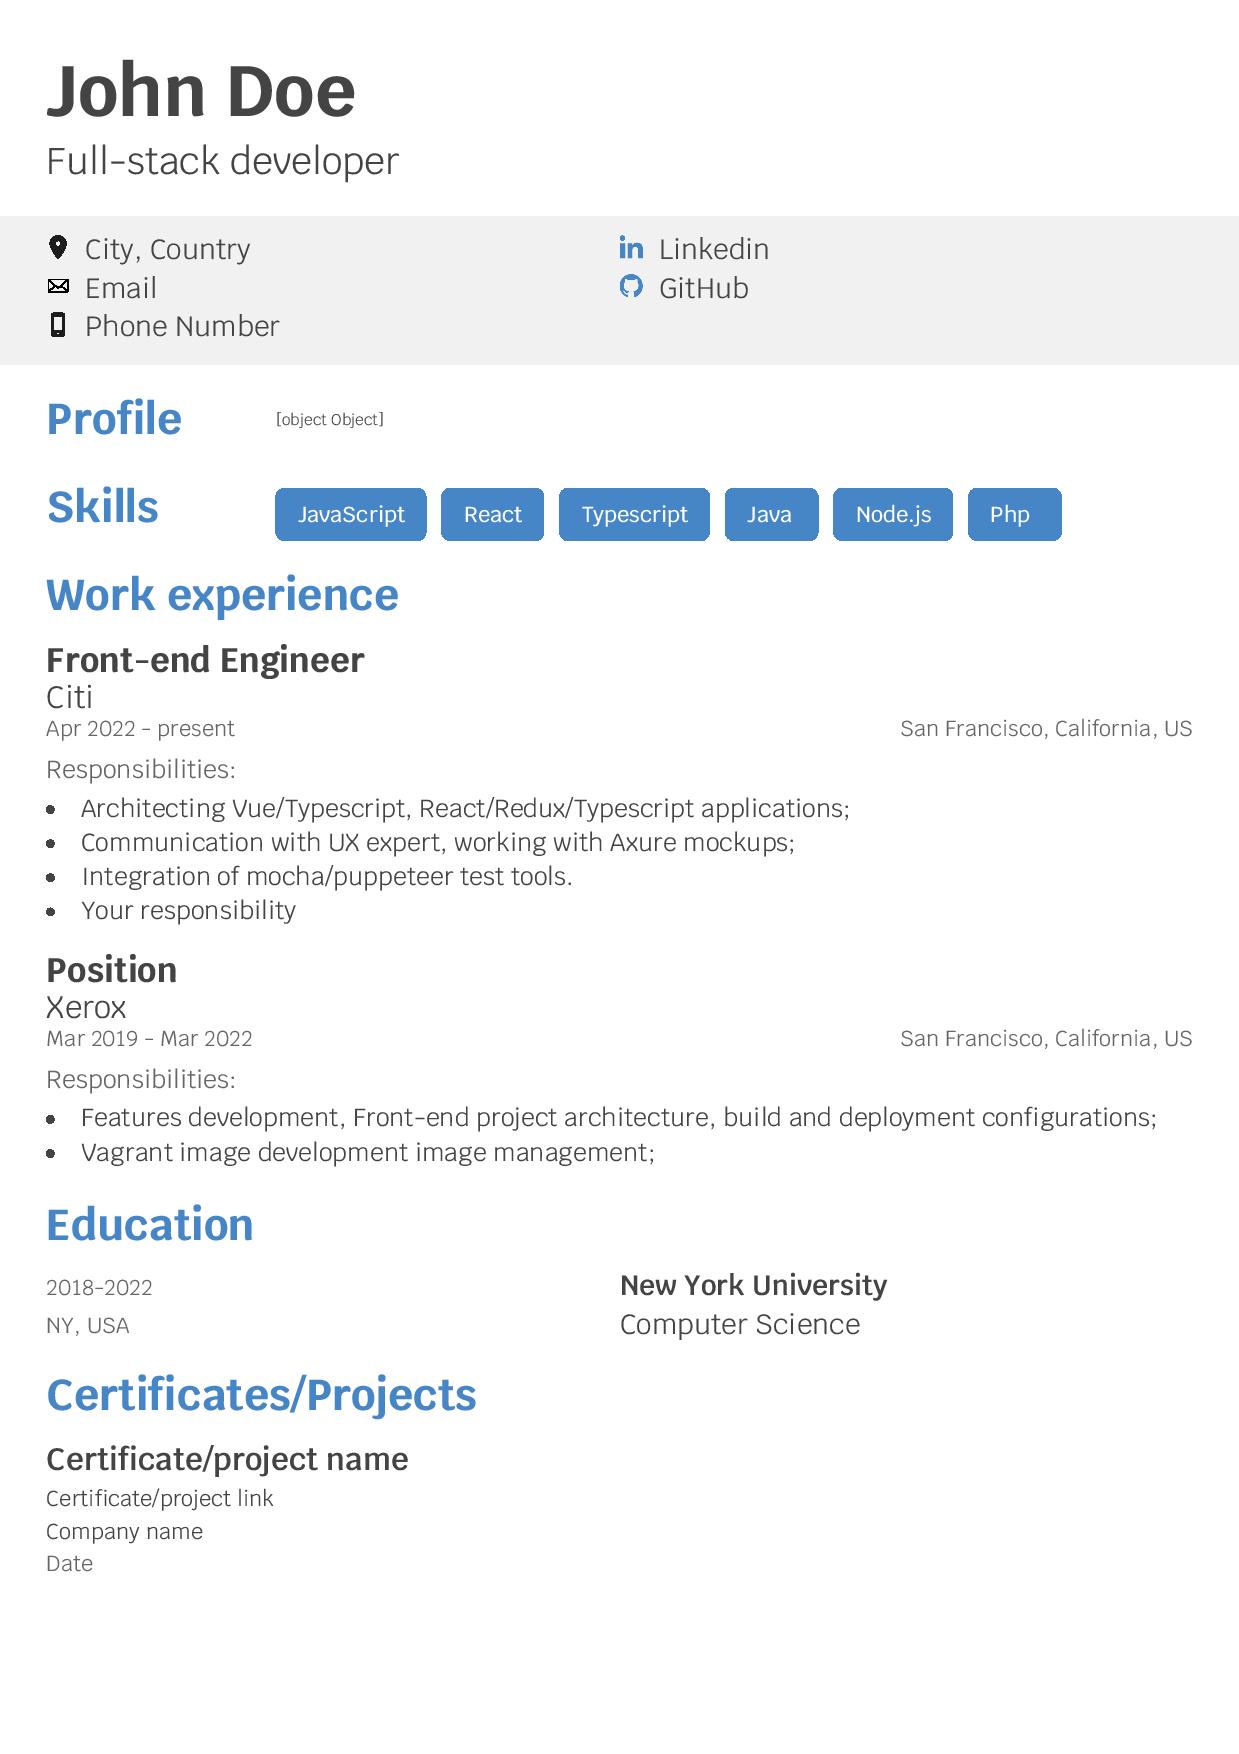 John Doe
Full-stack developer
City, Country
Linkedin
Email
GitHub
Phone Number
Profile
[object Object]
Skills
JavaScript React Typescript Java Node.js Php
Work experience
Front-end Engineer
Citi
Apr 2022 - present
San Francisco, California, US
Responsibilities:
• Architecting Vue/Typescript, React/Redux/Typescript applications;
• Communication with UX expert, working with Axure mockups;
• Integration of mocha/puppeteer test tools.
• Your responsibility
Position
Xerox
Mar 2019 - Mar 2022
San Francisco, California, US
Responsibilities:
• Features development, Front-end project architecture, build and deployment configurations;
• Vagrant image development image management;
Education
2018-2022
New York University
NY, USA
Computer Science
Certificates/Projects
Certificate/project name
Certificate/project link
Company name
Date